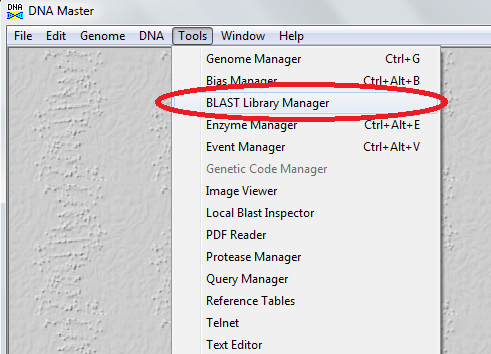 DNA
DNA Master
File Edit Genome DNA Tools Window Help
Genome Manager Ctrl+G
Bias Manager Ctrl+Alt+B
BLAST Library Manager
Enzyme Manager Ctrl+Alt+E
Event Manager Ctrl+Alt+V
Genetic Code Manager
Image Viewer
Local Blast Inspector
PDF Reader
Protease Manager
Query Manager
Reference Tables
Telnet
Text Editor